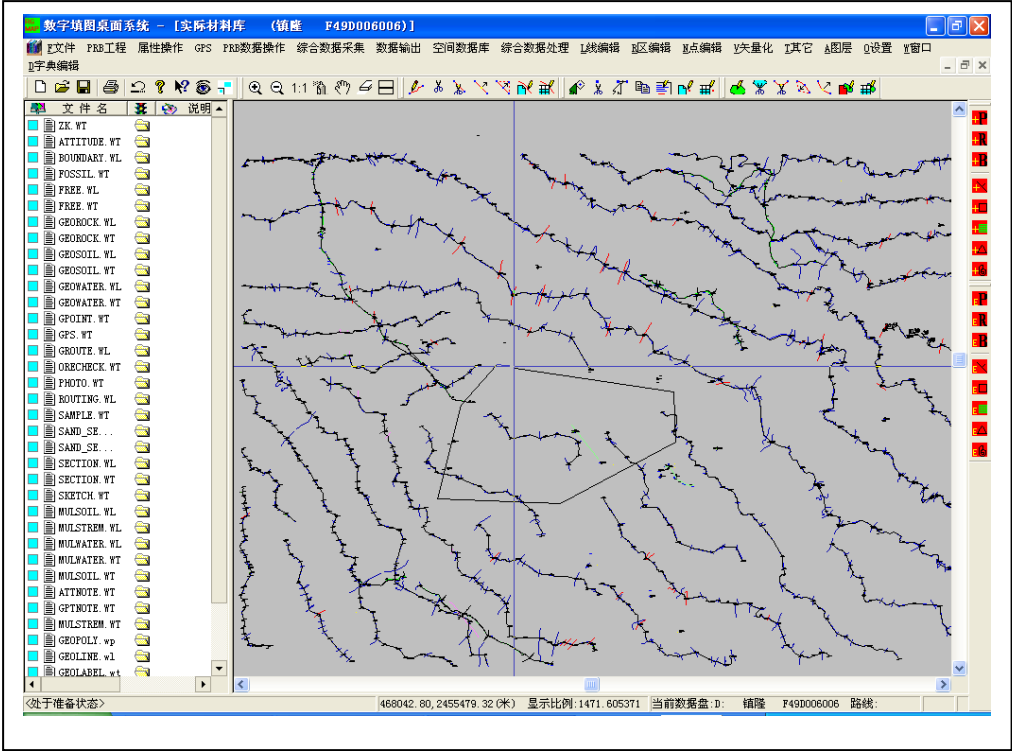 数字填图桌面系统 - [实际材料库 (镇隆 F49D006006)]
F文件 PRB工程 属性操作 GPS PRB数据操作 综合数据采集 数据输出 空间数据库 综合数据处理 L线编辑 R区编辑 N点编辑 V矢量化 I其它 A图层 Q设置 W窗口
D字典编辑
1:1
文件名 说明
ZK.WT
ATTITUDE.WT
BOUNDARY.WL
FOSSIL.WT
FREE.WL
FREE.WT
GEOROCK.WL
GEOROCK.WT
GEOSOIL.WL
GEOSOIL.WT
GEOWATER.WL
GEOWATER.WT
GPOINT.WT
GPS.WT
GROUTE.WL
ORECHECK.WT
PHOTO.WT
ROUTING.WL
SAMPLE.WT
SAND_SE...
SAND_SE...
SECTION.WL
SECTION.WT
SKETCH.WT
MULSOIL.WL
MULSTREM.WL
MULWATER.WL
MULWATER.WT
MULSOIL.WT
ATTNOTE.WT
GPTNOTE.WT
MULSTREM.WT
GEOPOLY.wp
GEOLINE.wl
GEOLABEL.wt
+P
+R
+B
EP
ER
EB
<处于准备状态> 468042.80,2455479.32(米) 显示比例:1471.605371 当前数据盘:D: 镇隆 F49D006006 路线: